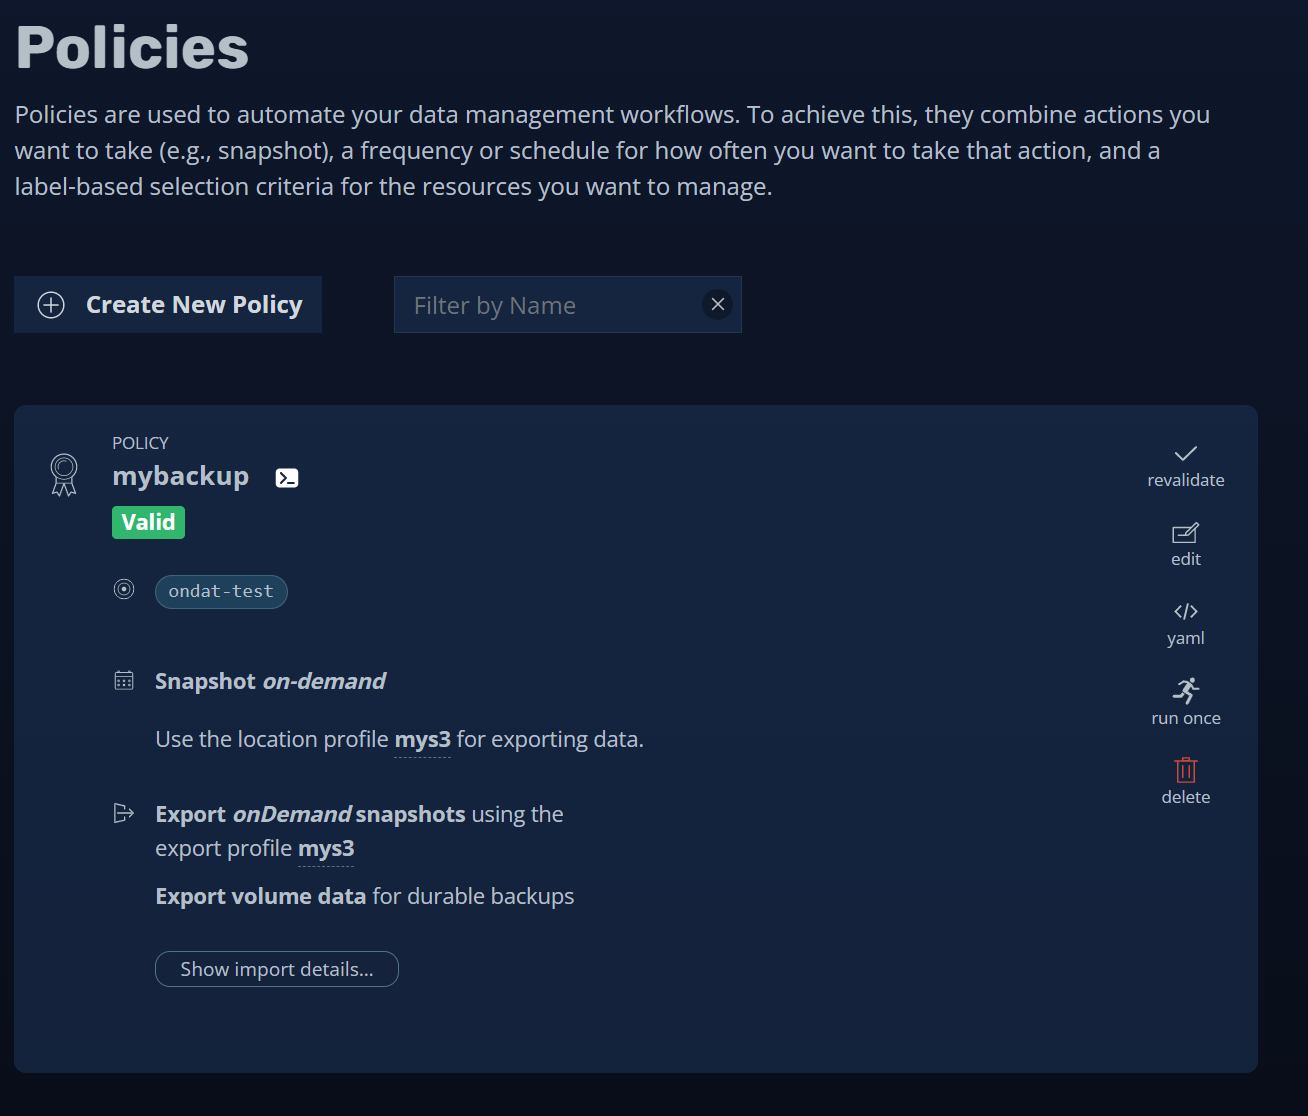 Policies
Policies are used to automate your data management workflows. To achieve this, they combine actions you
want to take (e.g., snapshot), a frequency or schedule for how often you want to take that action, and a
label-based selection criteria for the resources you want to manage.
Create New Policy
Filter by Name
POLICY
mybackup
Valid
ondat-test
Snapshot on-demand
Use the location profile mys3 for exporting data.
Export onDemand snapshots using the
export profile mys3
Export volume data for durable backups
Show import details...
revalidate
edit
yaml
run once
delete